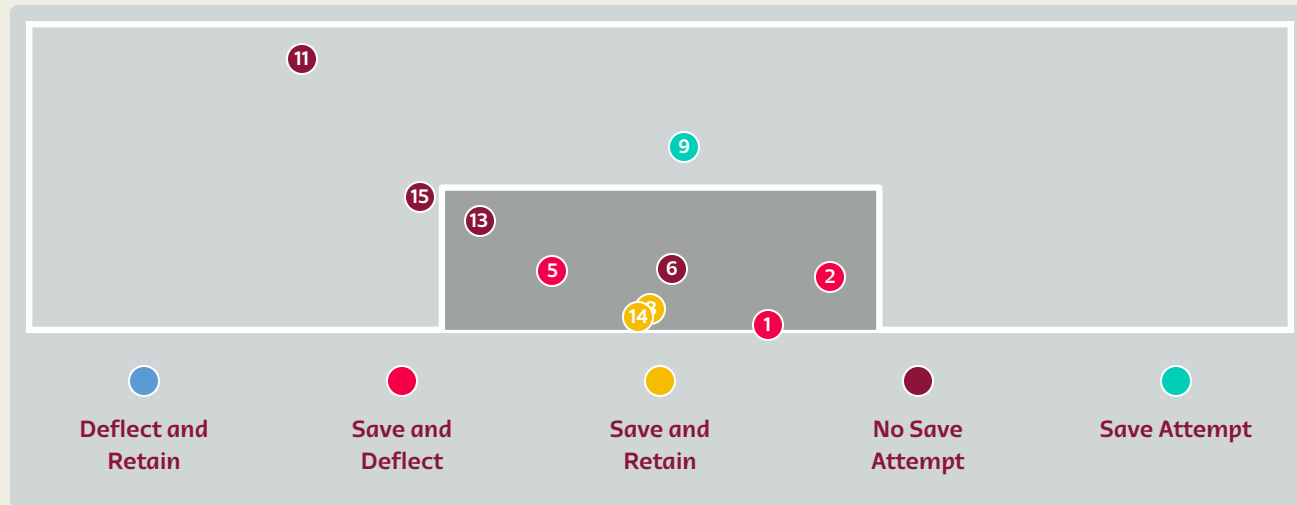 11
9
15
13
5
6
2
14
1
Deflect and
Retain
Save and
Deflect
Save and
Retain
No Save
Attempt
Save Attempt